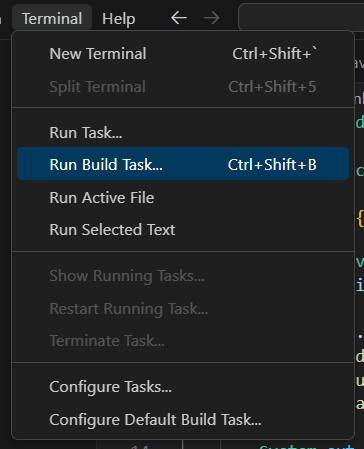 Terminal Help
New Terminal Ctrl+Shift+`
Split Terminal Ctrl+Shift+5
Run Task...
Run Build Task... Ctrl+Shift+B
Run Active File
Run Selected Text
Show Running Tasks...
Restart Running Task...
Terminate Task...
Configure Tasks...
Configure Default Build Task...
14